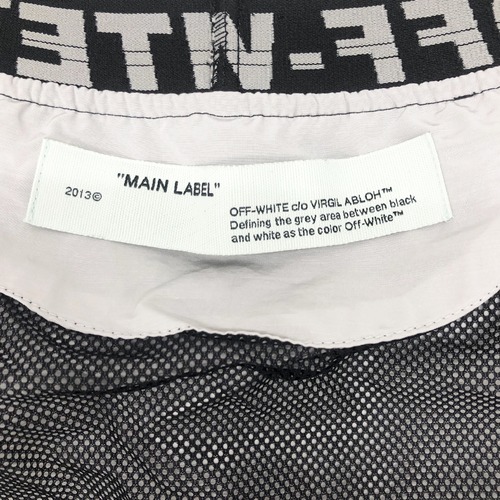 "MAIN LABEL"
2013©
OFF-WHITE c/o VIRGIL ABLOH™
Defining the grey area between black
and white as the color Off-White™